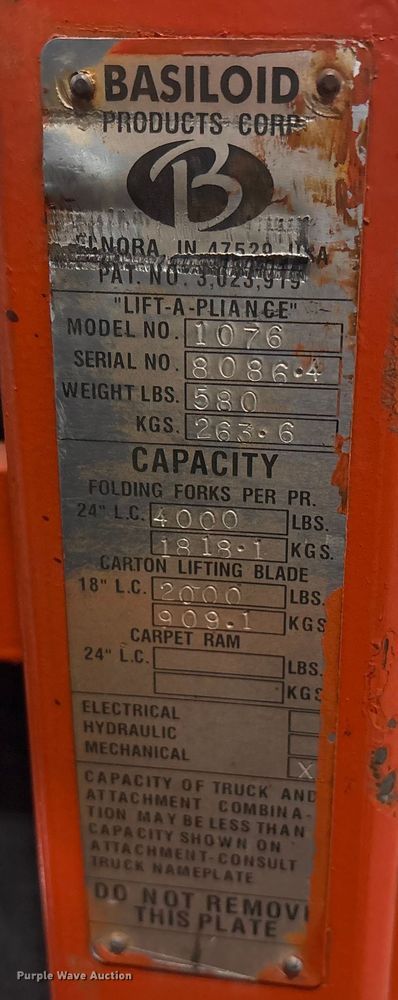 BASILOID
PRODUCTS CORP
B
ELNORA, IN 47529 USA
PAT. NO. 3,023,919
"LIFT-A-PLIANCE"
MODEL NO. 1076
SERIAL NO. 8086.4
WEIGHT LBS. 580
KGS. 263.6
CAPACITY
FOLDING FORKS PER PR.
24" L.C. 4000 LBS.
1818.1 KGS.
CARTON LIFTING BLADE
18" L.C. 2000 LBS.
909.1 KGS
CARPET RAM
24" L.C. LBS.
KGS
ELECTRICAL
HYDRAULIC
MECHANICAL X
CAPACITY OF TRUCK AND
ATTACHMENT COMBINA-
TION MAY BE LESS THAN
CAPACITY SHOWN ON
ATTACHMENT-CONSULT
TRUCK NAMEPLATE
DO NOT REMOVE
THIS PLATE
Purple Wave Auction